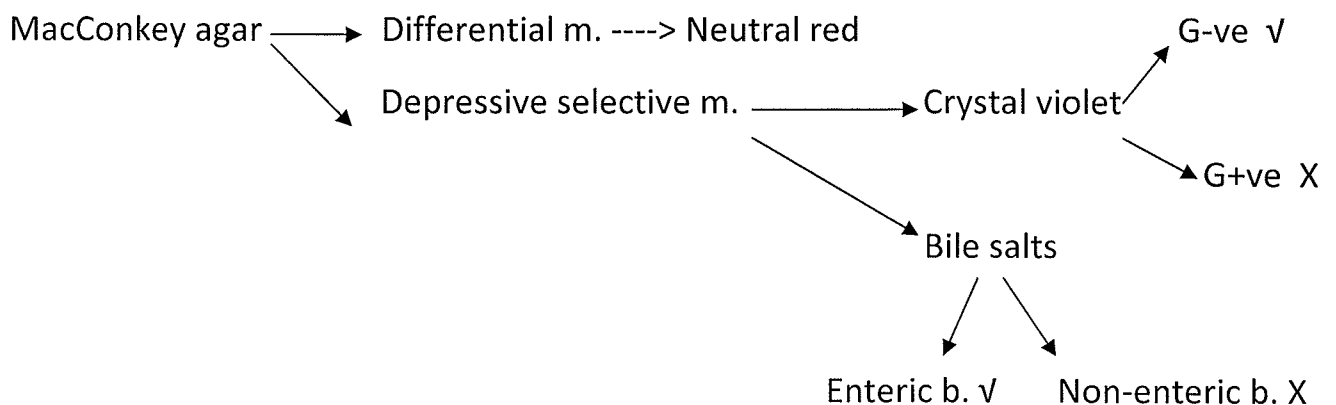 MacConkey agar
Differential m. ----> Neutral red
G-ve √
Depressive selective m.
Crystal violet
G+ve X
Bile salts
Enteric b. √
Non-enteric b. X